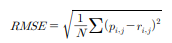 RMSE = √(1/N ∑(p_{i,j} − r_{i,j})²)